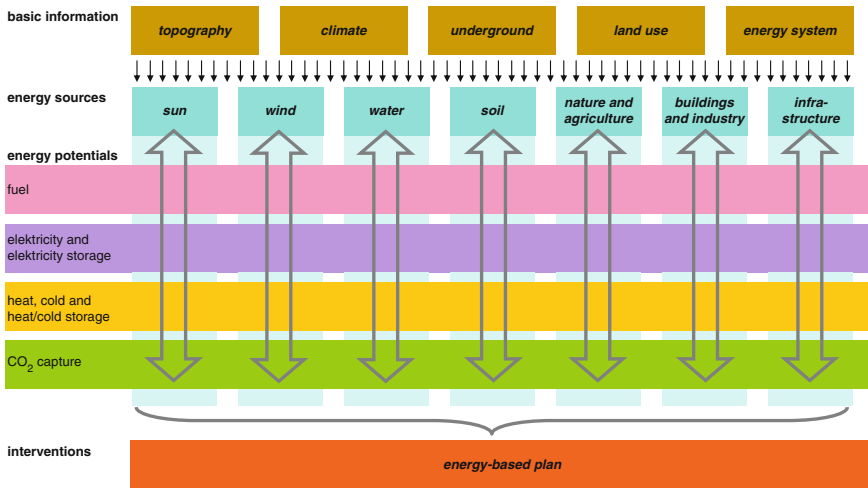 basic information
topography
climate
underground
land use
energy system
energy sources
sun
wind
water
soil
nature and
agriculture
buildings
and industry
infra-
structure
energy potentials
fuel
elektricity and
elektricity storage
heat, cold and
heat/cold storage
CO2 capture
interventions
energy-based plan